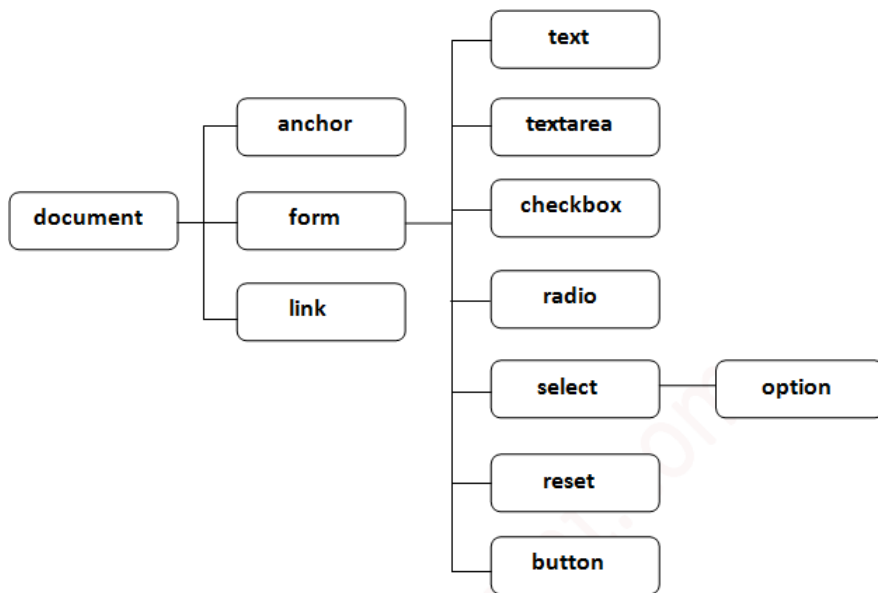 document
anchor
form
link
text
textarea
checkbox
radio
select
option
reset
button